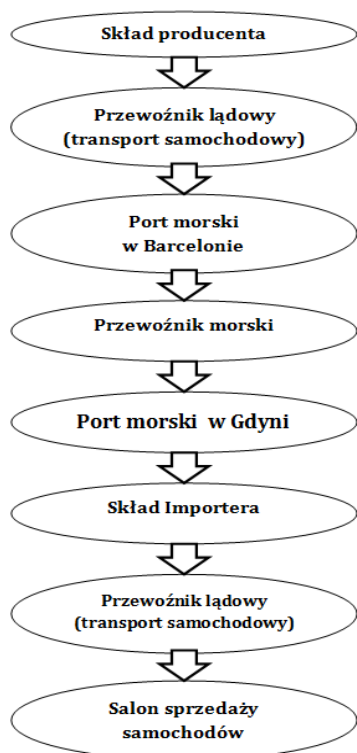 Skład producenta
Przewoźnik lądowy
(transport samochodowy)
Port morski
w Barcelonie
Przewoźnik morski
Port morski w Gdyni
Skład Importera
Przewoźnik lądowy
(transport samochodowy)
Salon sprzedaży
samochodów